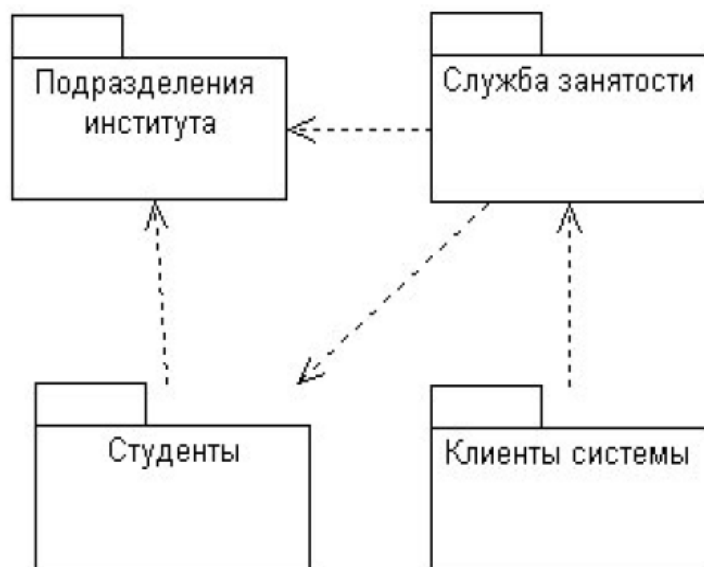 Подразделения
института
Служба занятости
Студенты
Клиенты системы